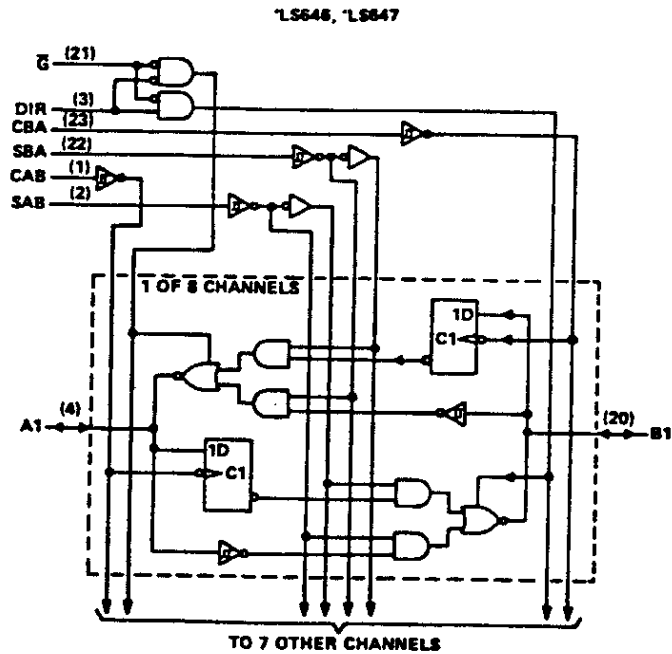 'LS646, 'LS647
G̅ (21)
DIR (3)
CBA (23)
SBA (22)
CAB (1)
SAB (2)
1 OF 8 CHANNELS
1D
C1
A1 (4)
(20) B1
1D
C1
TO 7 OTHER CHANNELS